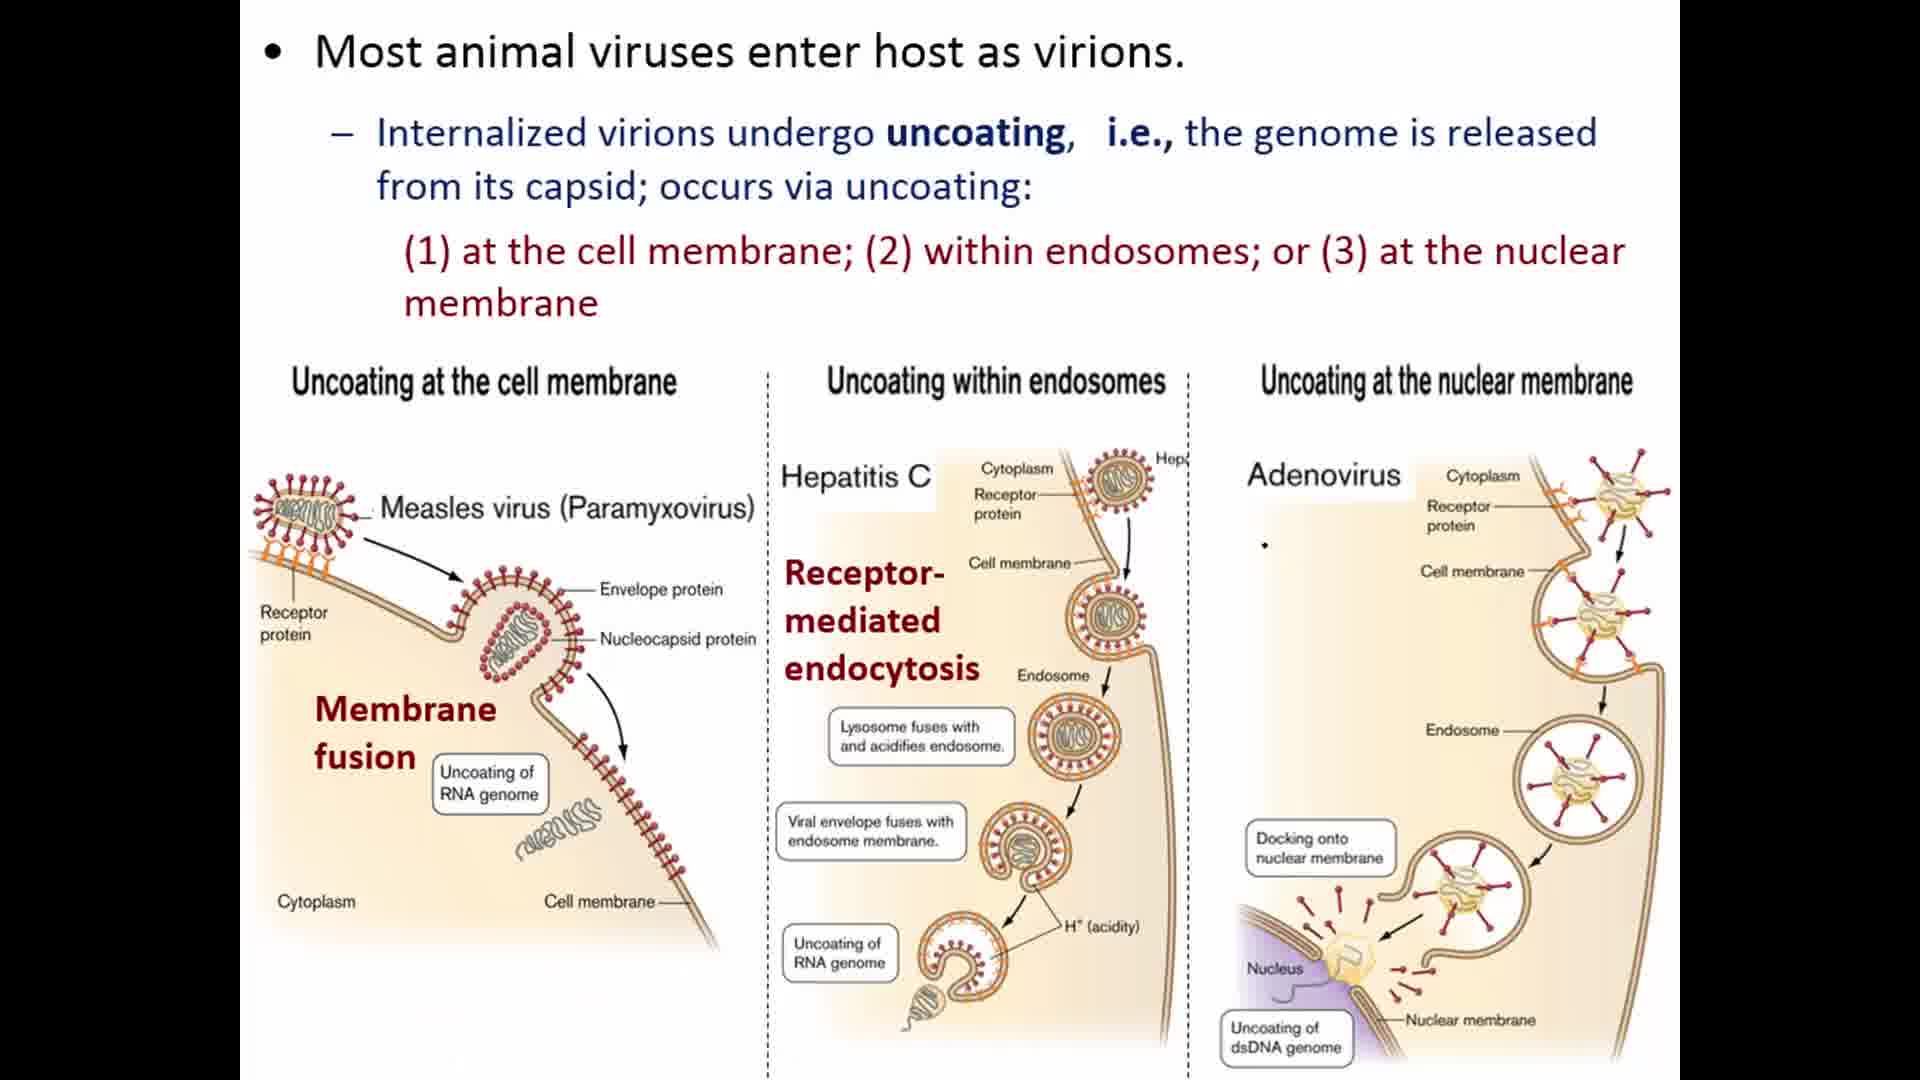 • Most animal viruses enter host as virions.
– Internalized virions undergo uncoating, i.e., the genome is released
from its capsid; occurs via uncoating:
(1) at the cell membrane; (2) within endosomes; or (3) at the nuclear
membrane
Uncoating at the cell membrane
Measles virus (Paramyxovirus)
Receptor
protein
Envelope protein
Nucleocapsid protein
Membrane
fusion
Uncoating of
RNA genome
Cytoplasm
Cell membrane
Uncoating within endosomes
Hepatitis C
Cytoplasm
Receptor
protein
Cell membrane
Receptor-
mediated
endocytosis
Endosome
Lysosome fuses with
and acidifies endosome.
Viral envelope fuses with
endosome membrane.
H⁺ (acidity)
Uncoating of
RNA genome
Uncoating at the nuclear membrane
Adenovirus
Cytoplasm
Receptor
protein
Cell membrane
Endosome
Docking onto
nuclear membrane
Nucleus
Nuclear membrane
Uncoating of
dsDNA genome